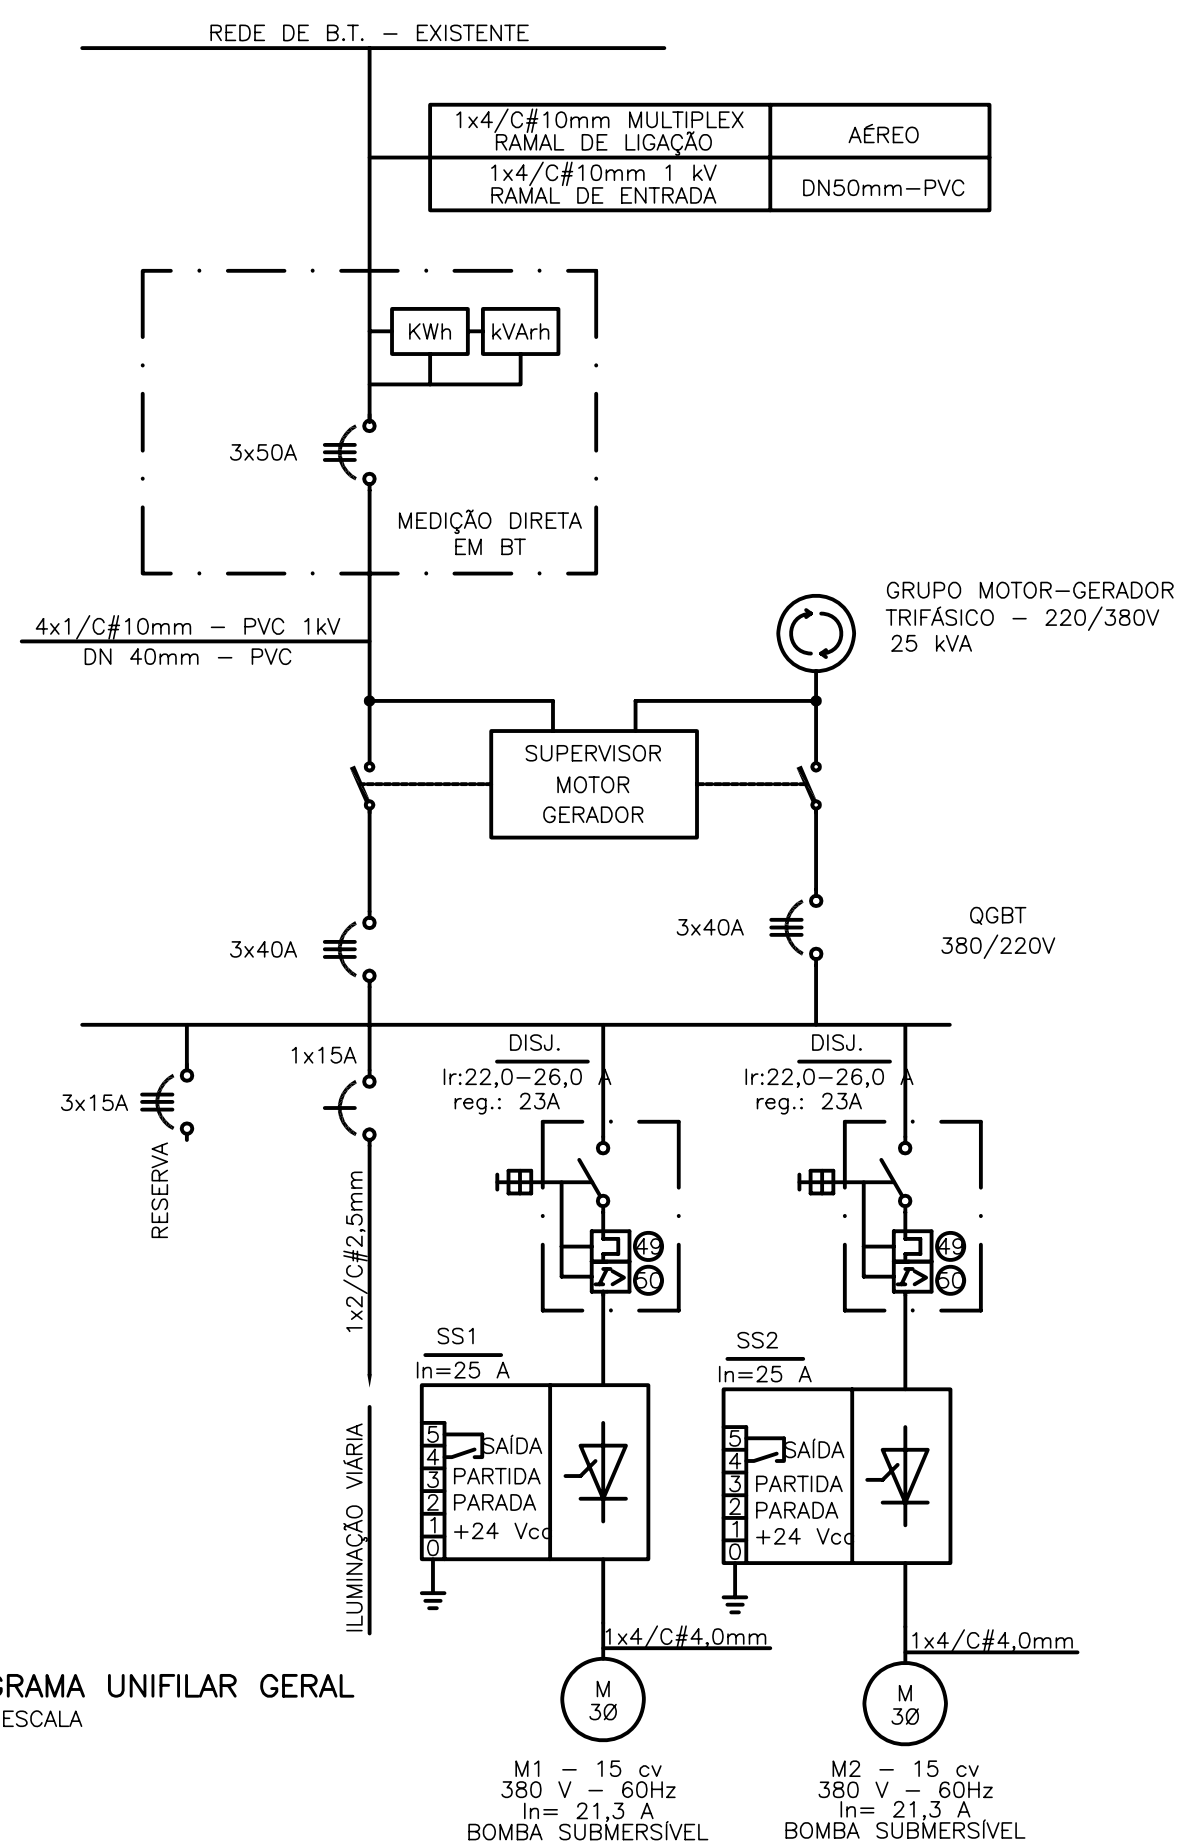 REDE DE B.T. – EXISTENTE
1x4/C#10mm MULTIPLEX
RAMAL DE LIGAÇÃO
AÉREO
1x4/C#10mm 1 kV
RAMAL DE ENTRADA
DN50mm–PVC
KWh
kVArh
3x50A
MEDIÇÃO DIRETA
EM BT
GRUPO MOTOR–GERADOR
TRIFÁSICO – 220/380V
25 kVA
4x1/C#10mm – PVC 1kV
DN 40mm – PVC
SUPERVISOR
MOTOR
GERADOR
3x40A
3x40A
QGBT
380/220V
3x15A
RESERVA
1x15A
1x2/C#2,5mm
ILUMINAÇÃO VIÁRIA
DISJ.
Ir:22,0–26,0 A
reg.: 23A
49
50
DISJ.
Ir:22,0–26,0 A
reg.: 23A
49
50
SS1
In=25 A
5
4
3
2
1
0
SAÍDA
PARTIDA
PARADA
+24 Vcc
SS2
In=25 A
5
4
3
2
1
0
SAÍDA
PARTIDA
PARADA
+24 Vcc
1x4/C#4,0mm
1x4/C#4,0mm
M
3Ø
M
3Ø
GRAMA UNIFILAR GERAL
ESCALA
M1 – 15 cv
380 V – 60Hz
In= 21,3 A
BOMBA SUBMERSÍVEL
M2 – 15 cv
380 V – 60Hz
In= 21,3 A
BOMBA SUBMERSÍVEL